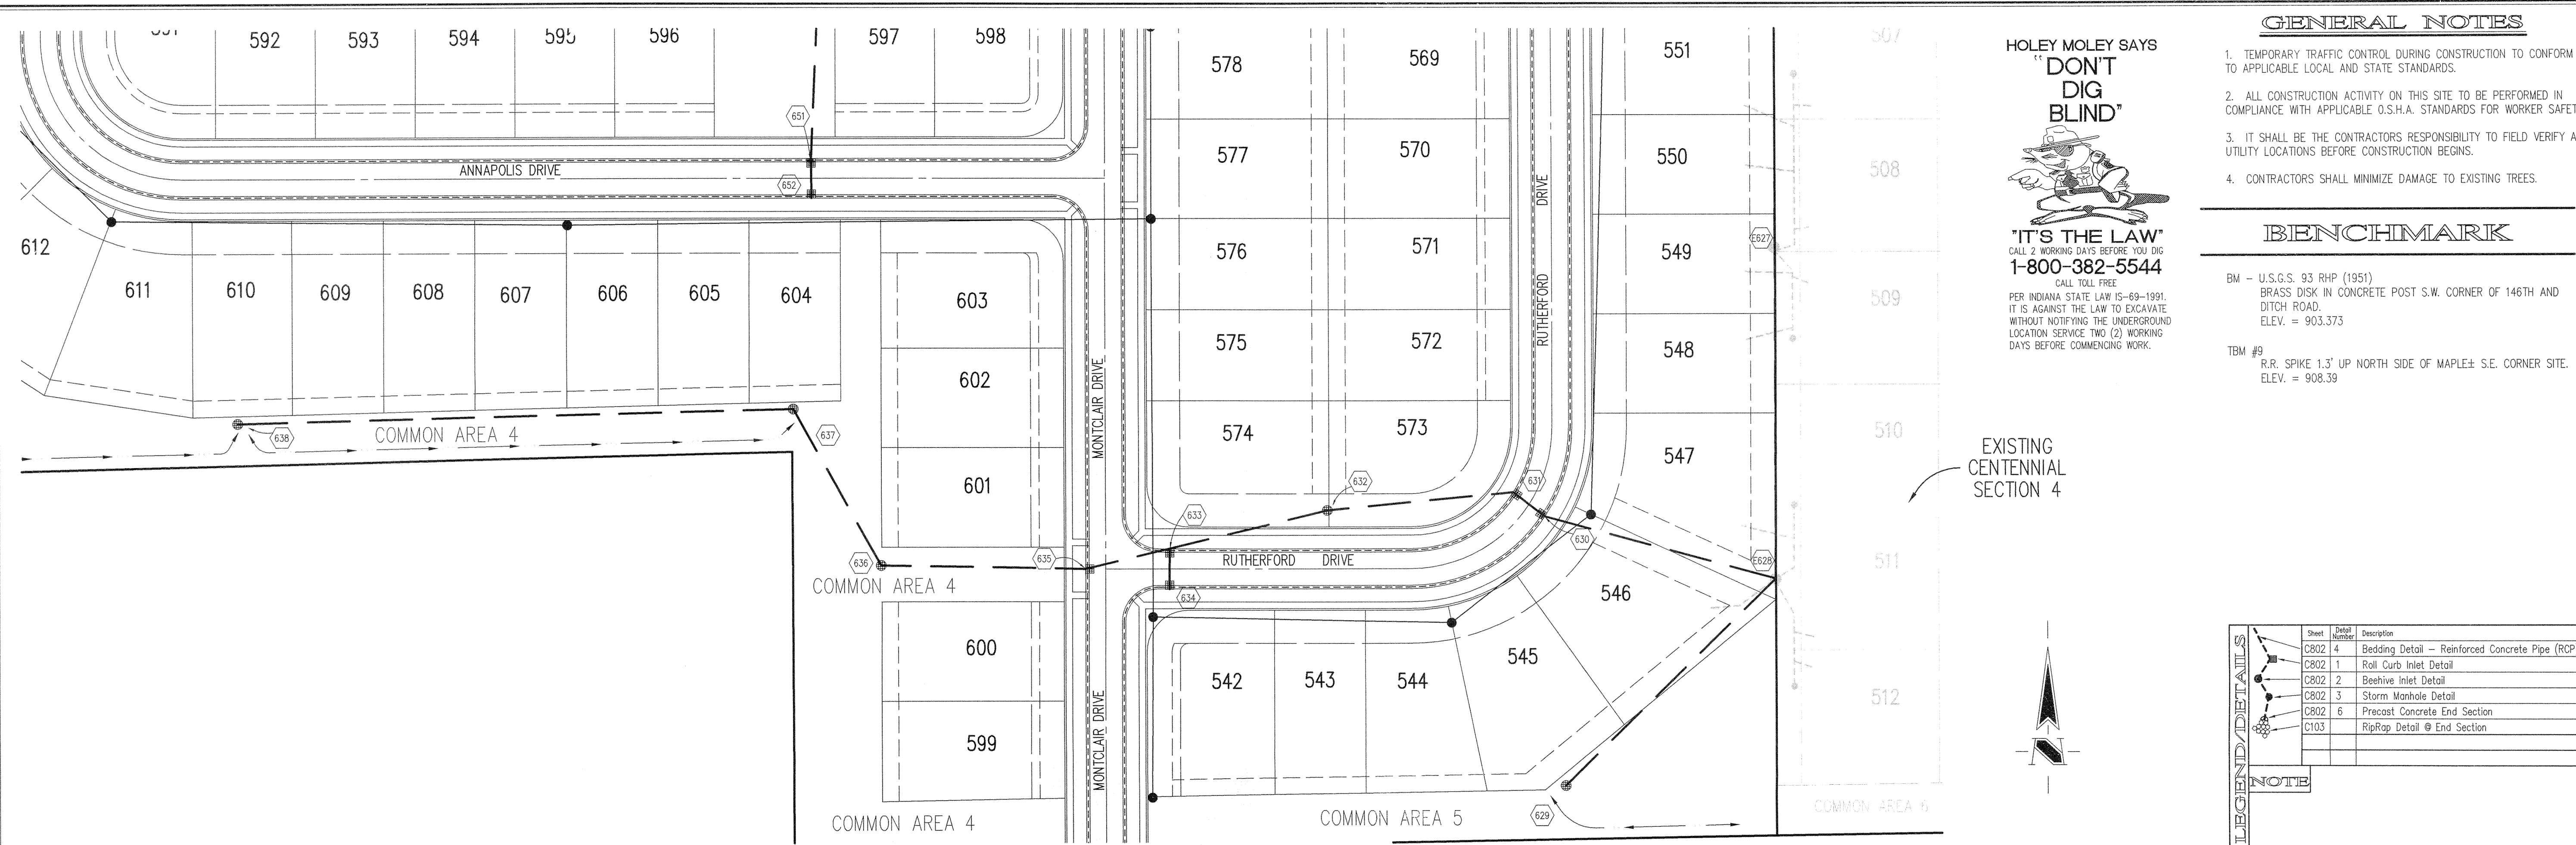 592
593
594
595
596
597
598
578
569
551
507
651
577
570
550
508
ANNAPOLIS DRIVE
652
RUTHERFORD DRIVE
612
576
571
549
E627
611
610
609
608
607
606
605
604
603
509
575
572
548
602
MONTCLAIR DRIVE
638
COMMON AREA 4
637
574
573
547
510
601
632
631
633
EXISTING
CENTENNIAL
SECTION 4
630
635
636
RUTHERFORD DRIVE
E628
511
COMMON AREA 4
634
546
600
545
542
543
544
512
599
MONTCLAIR DRIVE
COMMON AREA 4
COMMON AREA 5
629
COMMON AREA 6
HOLEY MOLEY SAYS
"DON'T
DIG
BLIND"
"IT'S THE LAW"
CALL 2 WORKING DAYS BEFORE YOU DIG
1-800-382-5544
CALL TOLL FREE
PER INDIANA STATE LAW IS-69-1991.
IT IS AGAINST THE LAW TO EXCAVATE
WITHOUT NOTIFYING THE UNDERGROUND
LOCATION SERVICE TWO (2) WORKING
DAYS BEFORE COMMENCING WORK.
N
GENERAL NOTES
1. TEMPORARY TRAFFIC CONTROL DURING CONSTRUCTION TO CONFORM
TO APPLICABLE LOCAL AND STATE STANDARDS.
2. ALL CONSTRUCTION ACTIVITY ON THIS SITE TO BE PERFORMED IN
COMPLIANCE WITH APPLICABLE O.S.H.A. STANDARDS FOR WORKER SAFET
3. IT SHALL BE THE CONTRACTORS RESPONSIBILITY TO FIELD VERIFY A
UTILITY LOCATIONS BEFORE CONSTRUCTION BEGINS.
4. CONTRACTORS SHALL MINIMIZE DAMAGE TO EXISTING TREES.
BENCHMARK
BM - U.S.G.S. 93 RHP (1951)
BRASS DISK IN CONCRETE POST S.W. CORNER OF 146TH AND
DITCH ROAD.
ELEV. = 903.373
TBM #9
R.R. SPIKE 1.3' UP NORTH SIDE OF MAPLE± S.E. CORNER SITE.
ELEV. = 908.39
LEGEND/DETAILS
Sheet Detail Number Description
C802 4 Bedding Detail - Reinforced Concrete Pipe (RCP
C802 1 Roll Curb Inlet Detail
C802 2 Beehive Inlet Detail
C802 3 Storm Manhole Detail
C802 6 Precast Concrete End Section
C103 RipRap Detail @ End Section
NOTE